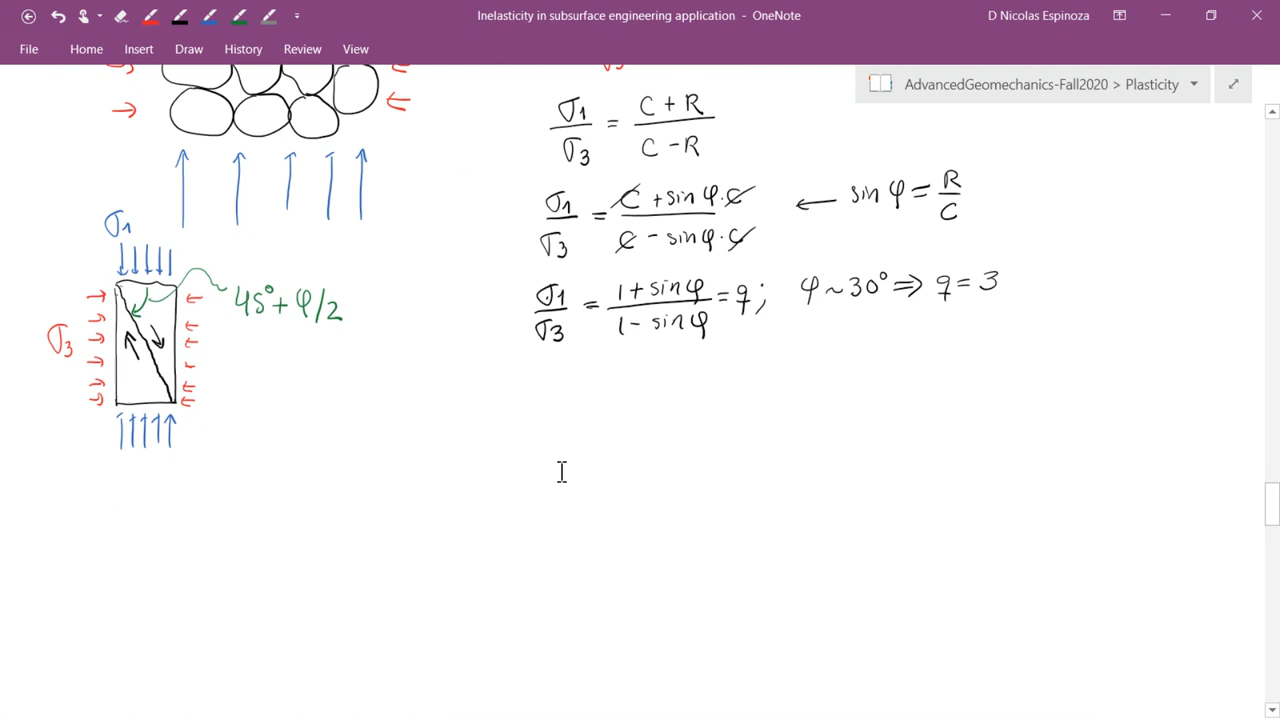 Inelasticity in subsurface engineering application - OneNote
D Nicolas Espinoza
File Home Insert Draw History Review View
AdvancedGeomechanics-Fall2020 > Plasticity
σ3
σ1/σ3 = (C + R)/(C - R)
σ1/σ3 = (C + sin φ · C)/(C - sin φ · C) ← sin φ = R/C
σ1/σ3 = (1 + sin φ)/(1 - sin φ) = q; φ ~ 30° ⇒ q = 3
σ1
45° + φ/2
σ3